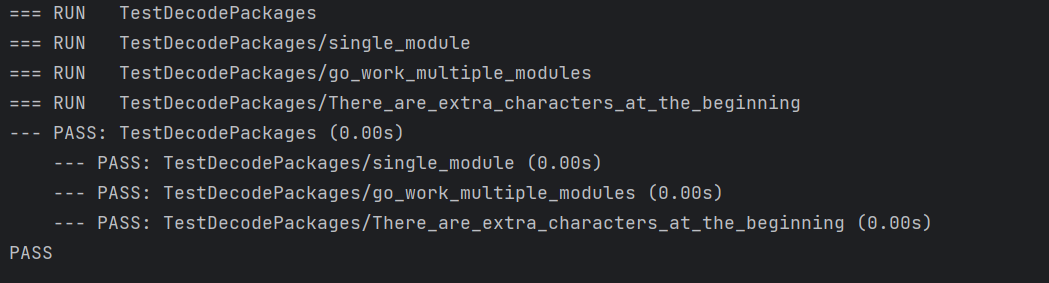 === RUN   TestDecodePackages
=== RUN   TestDecodePackages/single_module
=== RUN   TestDecodePackages/go_work_multiple_modules
=== RUN   TestDecodePackages/There_are_extra_characters_at_the_beginning
--- PASS: TestDecodePackages (0.00s)
    --- PASS: TestDecodePackages/single_module (0.00s)
    --- PASS: TestDecodePackages/go_work_multiple_modules (0.00s)
    --- PASS: TestDecodePackages/There_are_extra_characters_at_the_beginning (0.00s)
PASS